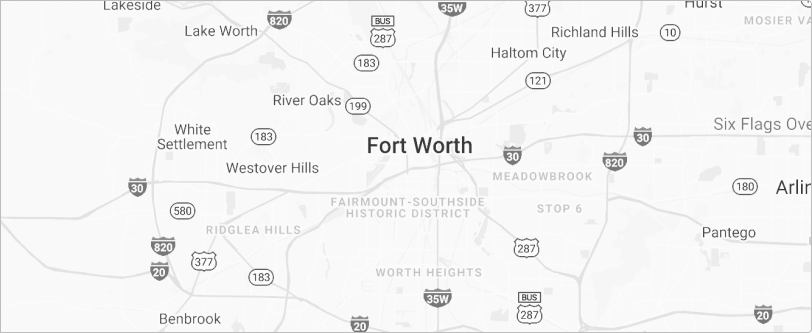 Lakeside
820
BUS
287
35W
377
Hurst
Lake Worth
Richland Hills
10
MOSIER VA
183
Haltom City
121
River Oaks
199
White
Settlement
183
Fort Worth
30
30
Six Flags Ove
820
Westover Hills
MEADOWBROOK
30
180
Arlin
580
FAIRMOUNT-SOUTHSIDE
HISTORIC DISTRICT
STOP 6
RIDGLEA HILLS
Pantego
820
287
377
20
183
WORTH HEIGHTS
35W
BUS
287
Benbrook
20
20